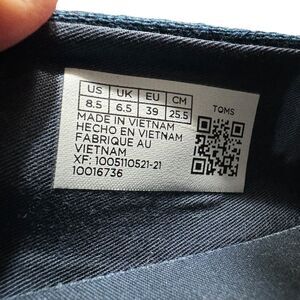 US UK EU CM
8.5 6.5 39 25.5
TOMS
MADE IN VIETNAM
HECHO EN VIETNAM
FABRIQUE AU
VIETNAM
XF: 1005110521-21
10016736